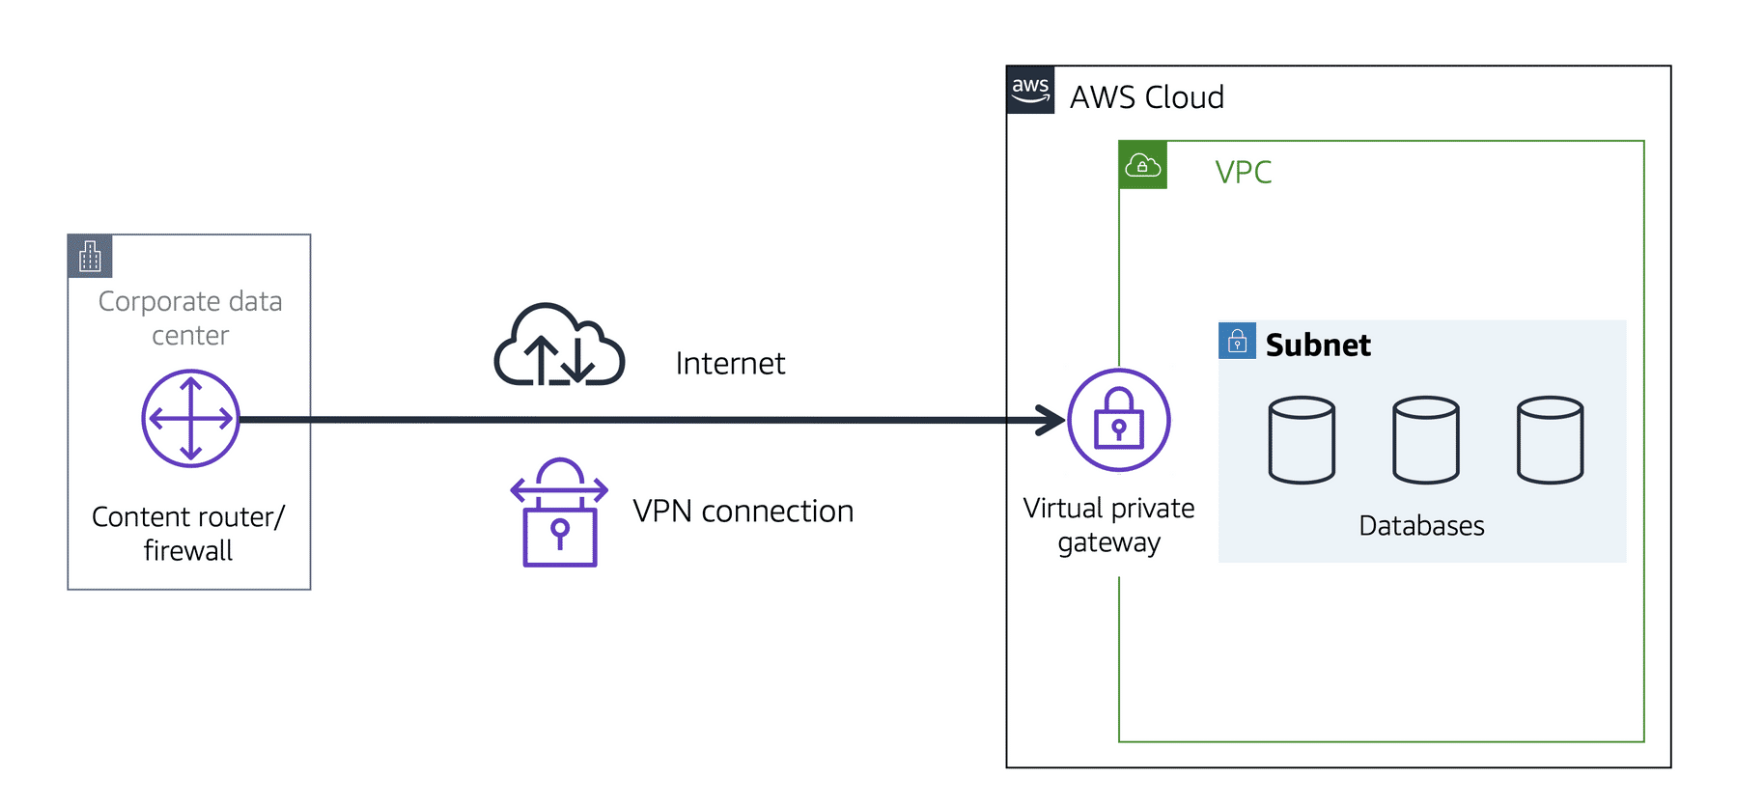 aws
AWS Cloud
VPC
Corporate data
center
Internet
Subnet
Content router/
firewall
VPN connection
Virtual private
gateway
Databases